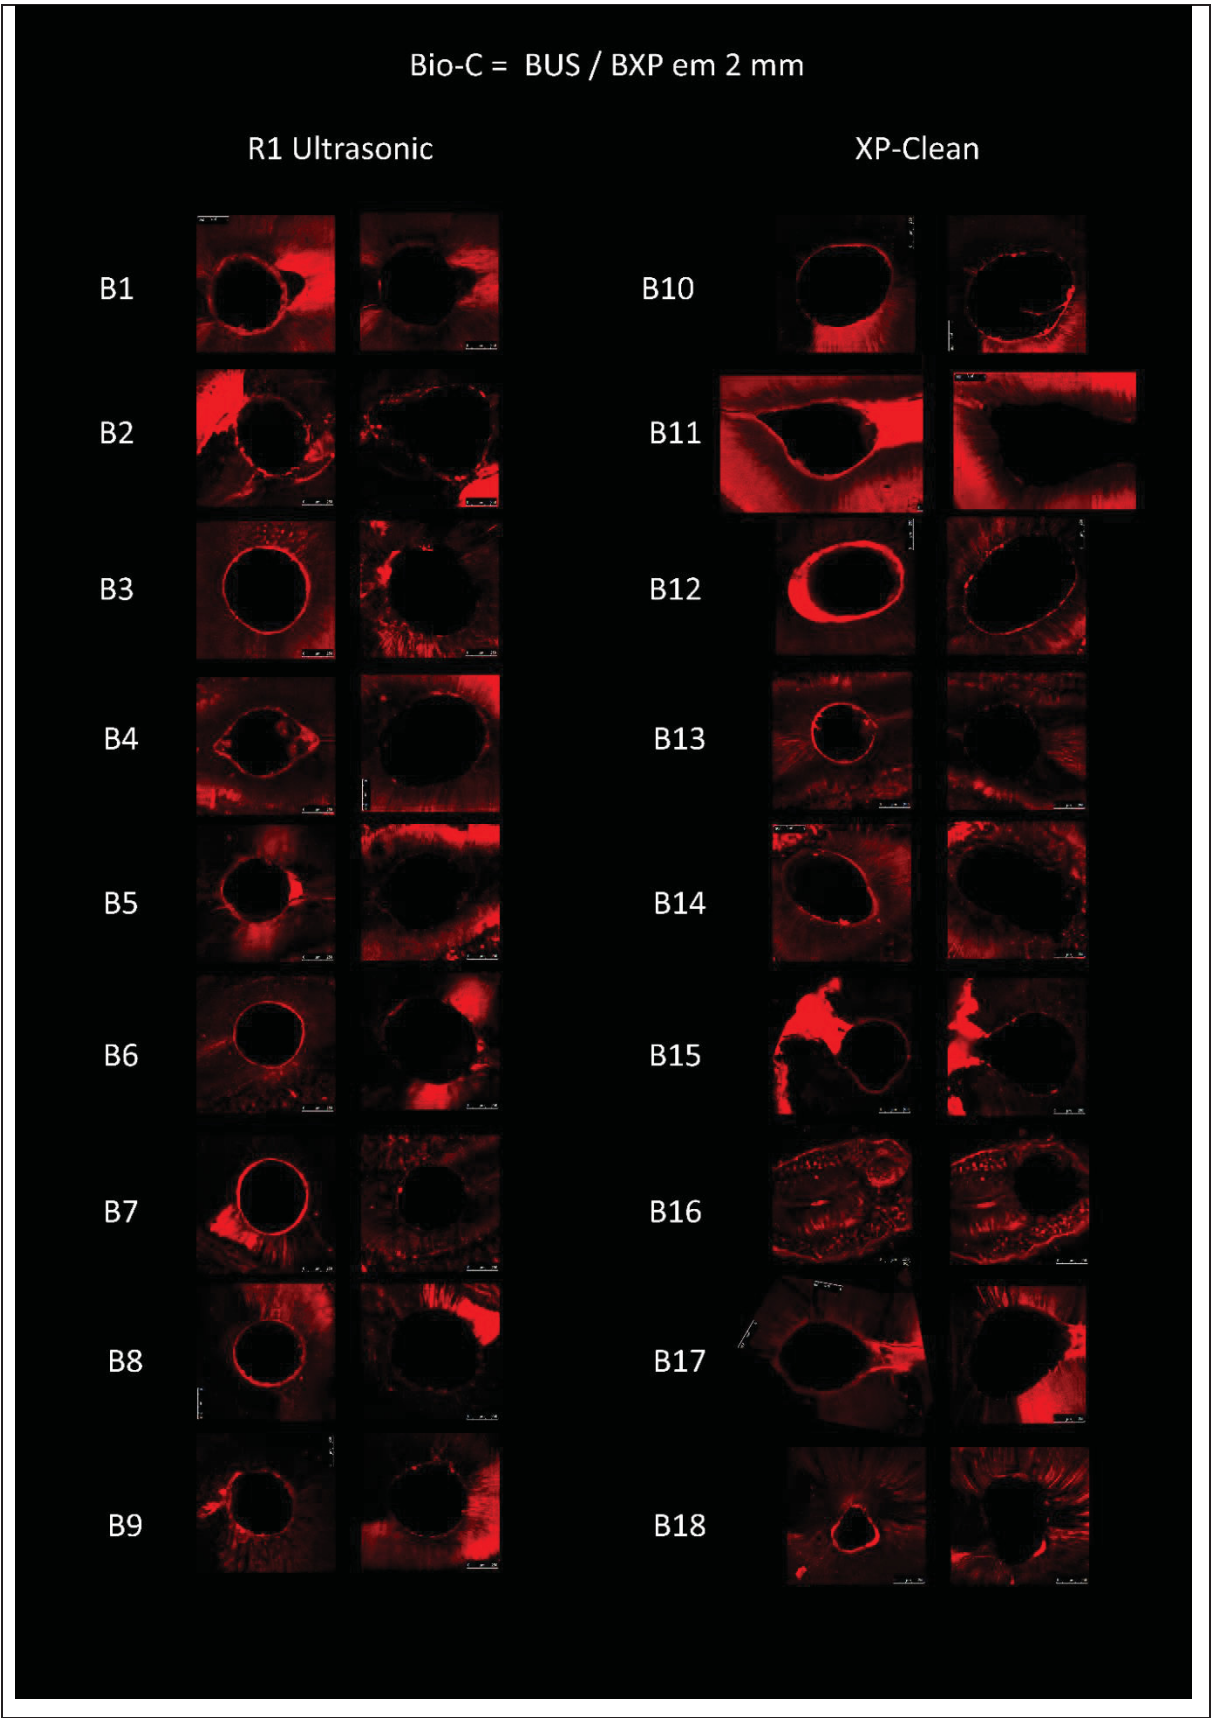 Bio-C = BUS / BXP em 2 mm
R1 Ultrasonic
XP-Clean
B1
B10
B2
B11
B3
B12
B4
B13
B5
B14
B6
B15
B7
B16
B8
B17
B9
B18